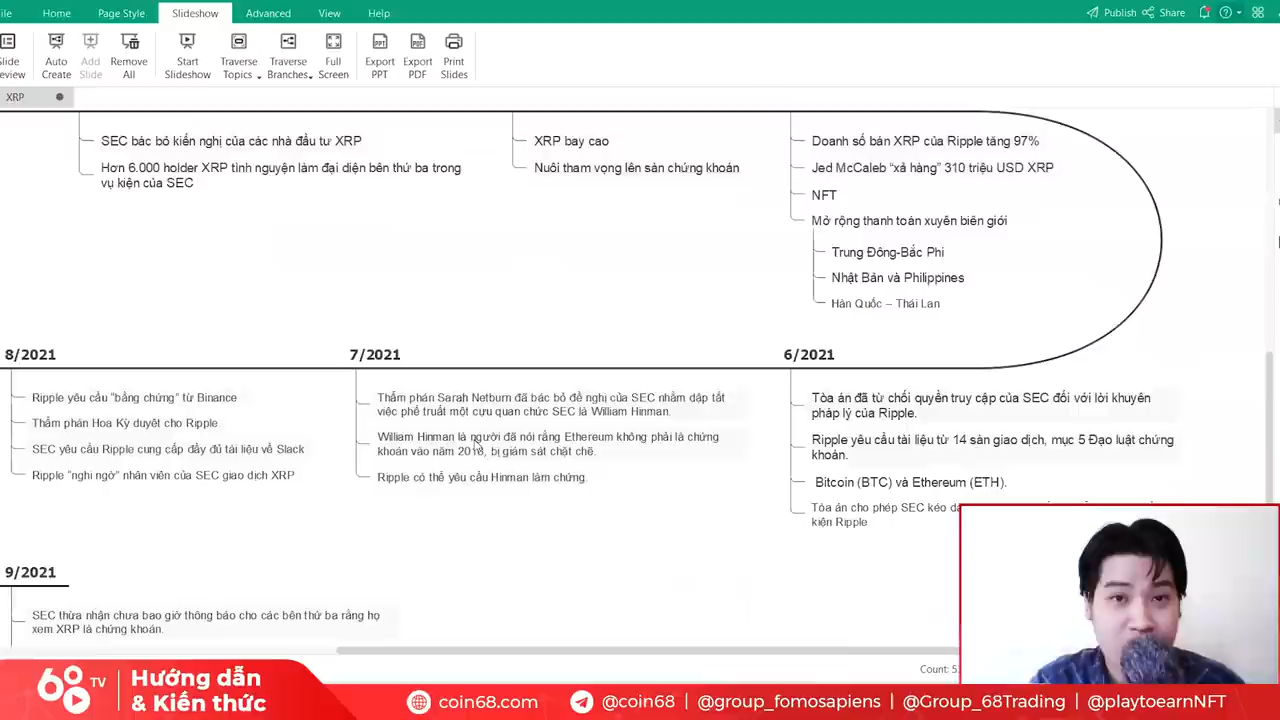 ile Home Page Style Slideshow Advanced View Help Publish Share
Slide Auto Add Remove Start Traverse Traverse Full Export Export Print
eview Create Slide All Slideshow Topics Branches Screen PPT PDF Slides
XRP
SEC bác bỏ kiến nghị của các nhà đầu tư XRP
Hơn 6.000 holder XRP tình nguyện làm đại diện bên thứ ba trong
vụ kiện của SEC
XRP bay cao
Nuôi tham vọng lên sàn chứng khoán
Doanh số bán XRP của Ripple tăng 97%
Jed McCaleb “xả hàng” 310 triệu USD XRP
NFT
Mở rộng thanh toán xuyên biên giới
Trung Đông-Bắc Phi
Nhật Bản và Philippines
Hàn Quốc – Thái Lan
8/2021
Ripple yêu cầu “bằng chứng” từ Binance
Thẩm phán Hoa Kỳ duyệt cho Ripple
SEC yêu cầu Ripple cung cấp đầy đủ tài liệu về Slack
Ripple “nghi ngờ” nhân viên của SEC giao dịch XRP
7/2021
Thẩm phán Sarah Netburn đã bác bỏ đề nghị của SEC nhằm dập tắt
việc phế truất một cựu quan chức SEC là William Hinman.
William Hinman là người đã nói rằng Ethereum không phải là chứng
khoán vào năm 2018, bị giám sát chặt chẽ.
Ripple có thể yêu cầu Hinman làm chứng.
6/2021
Tòa án đã từ chối quyền truy cập của SEC đối với lời khuyên
pháp lý của Ripple.
Ripple yêu cầu tài liệu từ 14 sàn giao dịch, mục 5 Đạo luật chứng
khoán.
Bitcoin (BTC) và Ethereum (ETH).
Tòa án cho phép SEC kéo
kiện Ripple
9/2021
SEC thừa nhận chưa bao giờ thông báo cho các bên thứ ba rằng họ
xem XRP là chứng khoán.
Count:
68 TV
Hướng dẫn
& Kiến thức
coin68.com @coin68 | @group_fomosapiens | @Group_68Trading | @playtoearnNFT